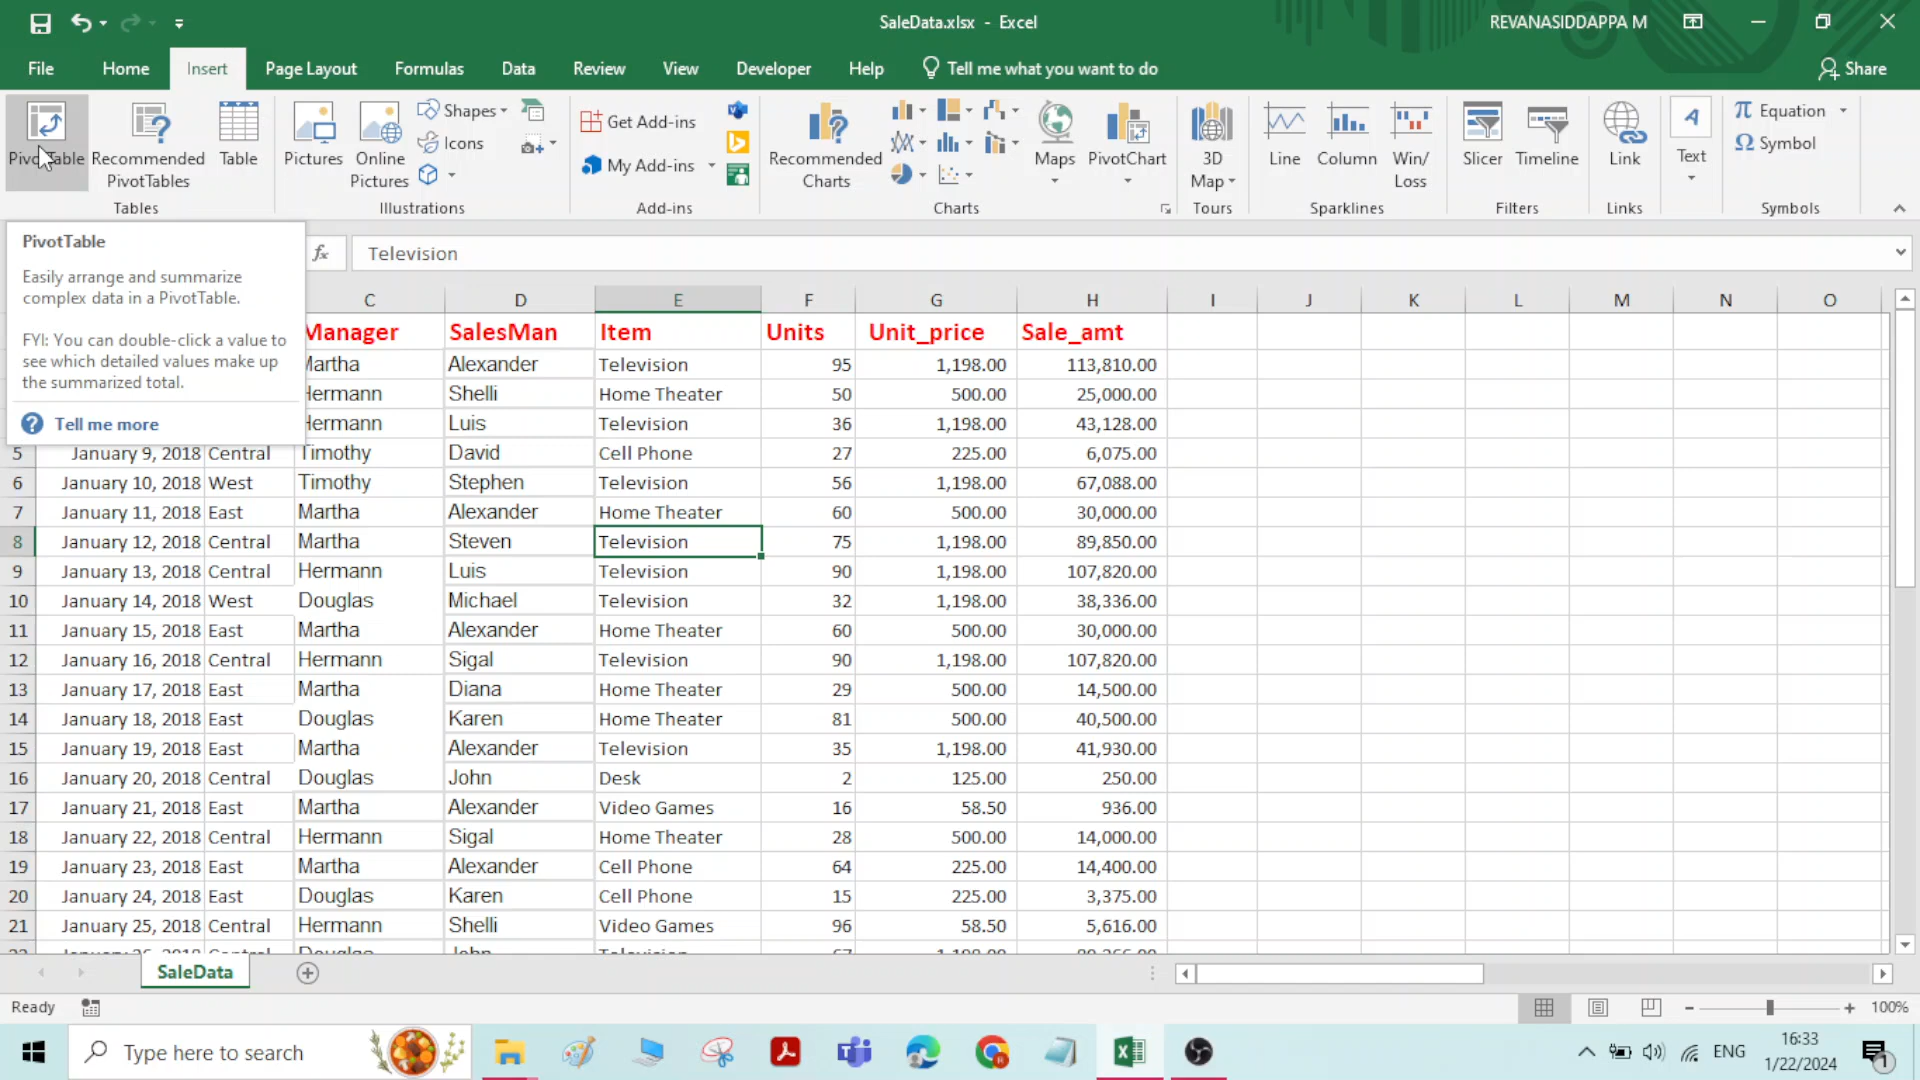 SaleData.xlsx - Excel
REVANASIDDAPPA M
File Home Insert Page Layout Formulas Data Review View Developer Help Tell me what you want to do Share
PivotTable
Recommended PivotTables
Table
Tables
Pictures
Online Pictures
Shapes
Icons
Illustrations
Get Add-ins
My Add-ins
Add-ins
Recommended Charts
Maps
PivotChart
Charts
3D Map
Tours
Line
Column
Win/ Loss
Sparklines
Slicer
Timeline
Filters
Link
Links
Text
A
Equation
Symbol
Symbols
PivotTable
Easily arrange and summarize
complex data in a PivotTable.
FYI: You can double-click a value to
see which detailed values make up
the summarized total.
Tell me more
fx Television
C D E F G H I J K L M N O
Manager SalesMan Item Units Unit_price Sale_amt
Martha Alexander Television 95 1,198.00 113,810.00
Hermann Shelli Home Theater 50 500.00 25,000.00
Hermann Luis Television 36 1,198.00 43,128.00
5 January 9, 2018 Central Timothy David Cell Phone 27 225.00 6,075.00
6 January 10, 2018 West Timothy Stephen Television 56 1,198.00 67,088.00
7 January 11, 2018 East Martha Alexander Home Theater 60 500.00 30,000.00
8 January 12, 2018 Central Martha Steven Television 75 1,198.00 89,850.00
9 January 13, 2018 Central Hermann Luis Television 90 1,198.00 107,820.00
10 January 14, 2018 West Douglas Michael Television 32 1,198.00 38,336.00
11 January 15, 2018 East Martha Alexander Home Theater 60 500.00 30,000.00
12 January 16, 2018 Central Hermann Sigal Television 90 1,198.00 107,820.00
13 January 17, 2018 East Martha Diana Home Theater 29 500.00 14,500.00
14 January 18, 2018 East Douglas Karen Home Theater 81 500.00 40,500.00
15 January 19, 2018 East Martha Alexander Television 35 1,198.00 41,930.00
16 January 20, 2018 Central Douglas John Desk 2 125.00 250.00
17 January 21, 2018 East Martha Alexander Video Games 16 58.50 936.00
18 January 22, 2018 Central Hermann Sigal Home Theater 28 500.00 14,000.00
19 January 23, 2018 East Martha Alexander Cell Phone 64 225.00 14,400.00
20 January 24, 2018 East Douglas Karen Cell Phone 15 225.00 3,375.00
21 January 25, 2018 Central Hermann Shelli Video Games 96 58.50 5,616.00
SaleData
Ready
100%
Type here to search
ENG
16:33
1/22/2024
1